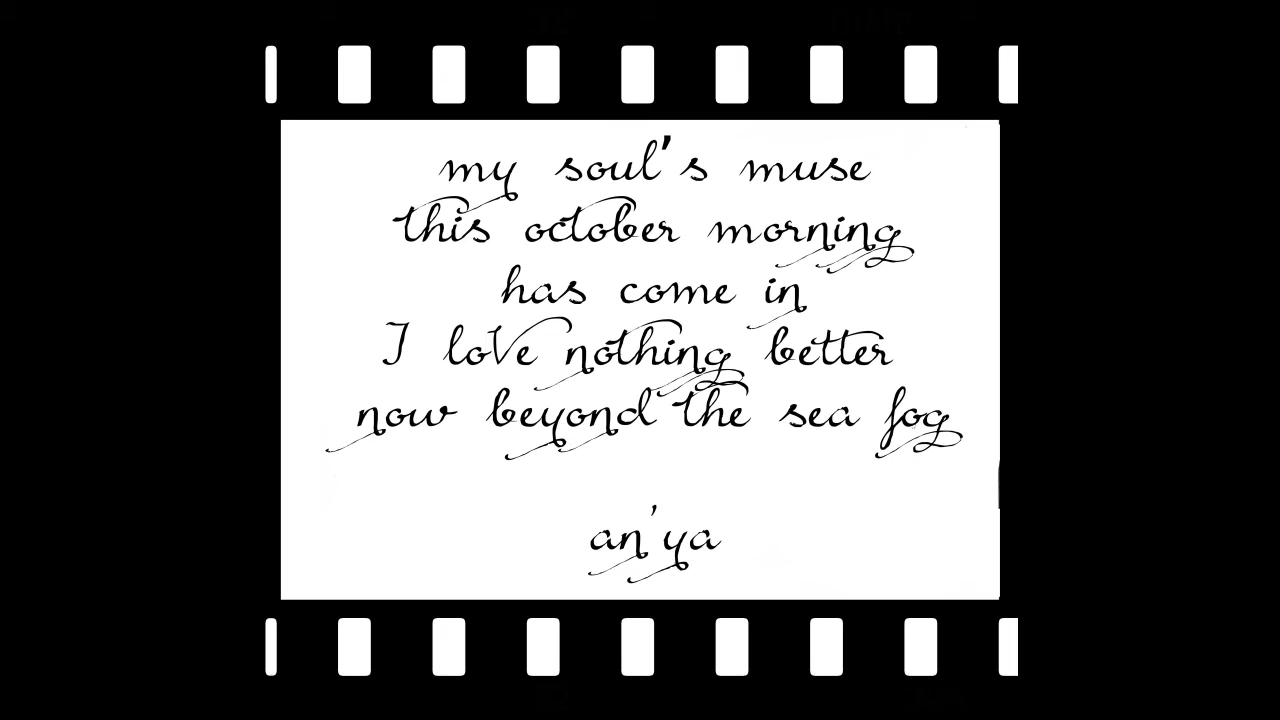 my soul's muse
this october morning
has come in
I love nothing better
now beyond the sea fog
an'ya